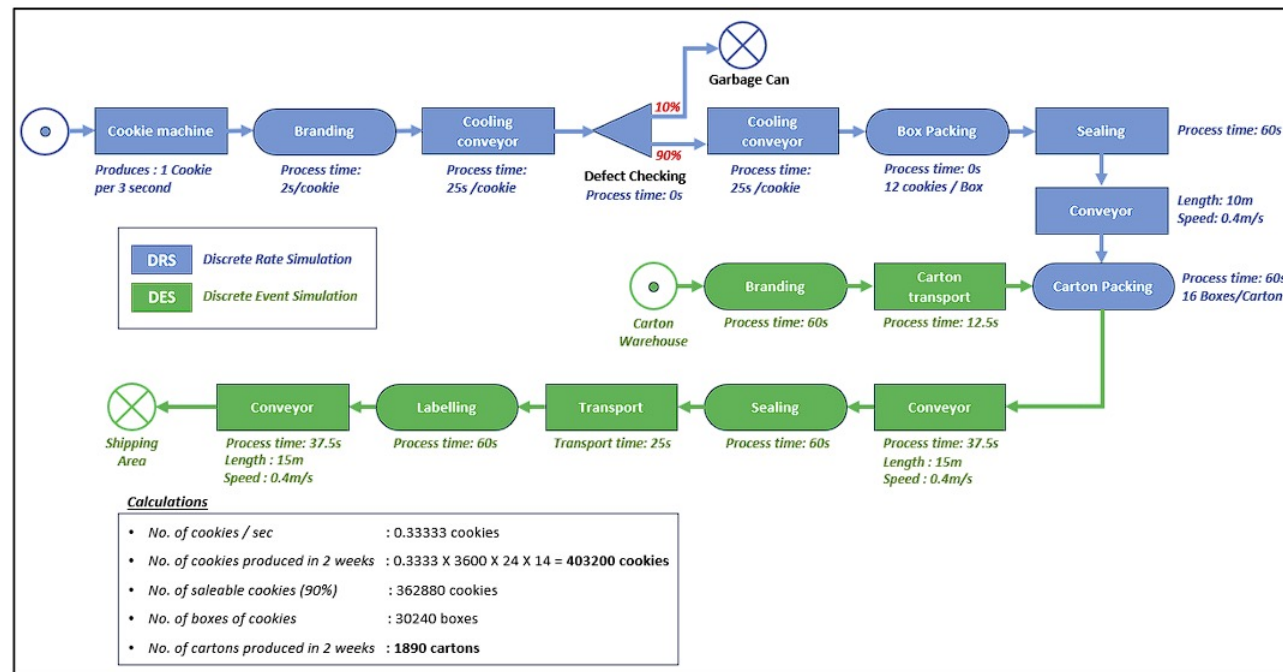 Garbage Can
10%
90%
Cookie machine
Produces : 1 Cookie
per 3 second
Branding
Process time:
2s/cookie
Cooling
conveyor
Process time:
25s /cookie
Defect Checking
Process time: 0s
Cooling
conveyor
Process time:
25s /cookie
Box Packing
Process time: 0s
12 cookies / Box
Sealing
Process time: 60s
Conveyor
Length: 10m
Speed: 0.4m/s
DRS
Discrete Rate Simulation
DES
Discrete Event Simulation
Carton
Warehouse
Branding
Process time: 60s
Carton
transport
Process time: 12.5s
Carton Packing
Process time: 60s
16 Boxes/Carton
Shipping
Area
Conveyor
Process time: 37.5s
Length : 15m
Speed : 0.4m/s
Labelling
Process time: 60s
Transport
Transport time: 25s
Sealing
Process time: 60s
Conveyor
Process time: 37.5s
Length : 15m
Speed : 0.4m/s
Calculations
• No. of cookies / sec : 0.33333 cookies
• No. of cookies produced in 2 weeks : 0.3333 X 3600 X 24 X 14 = 403200 cookies
• No. of saleable cookies (90%) : 362880 cookies
• No. of boxes of cookies : 30240 boxes
• No. of cartons produced in 2 weeks : 1890 cartons